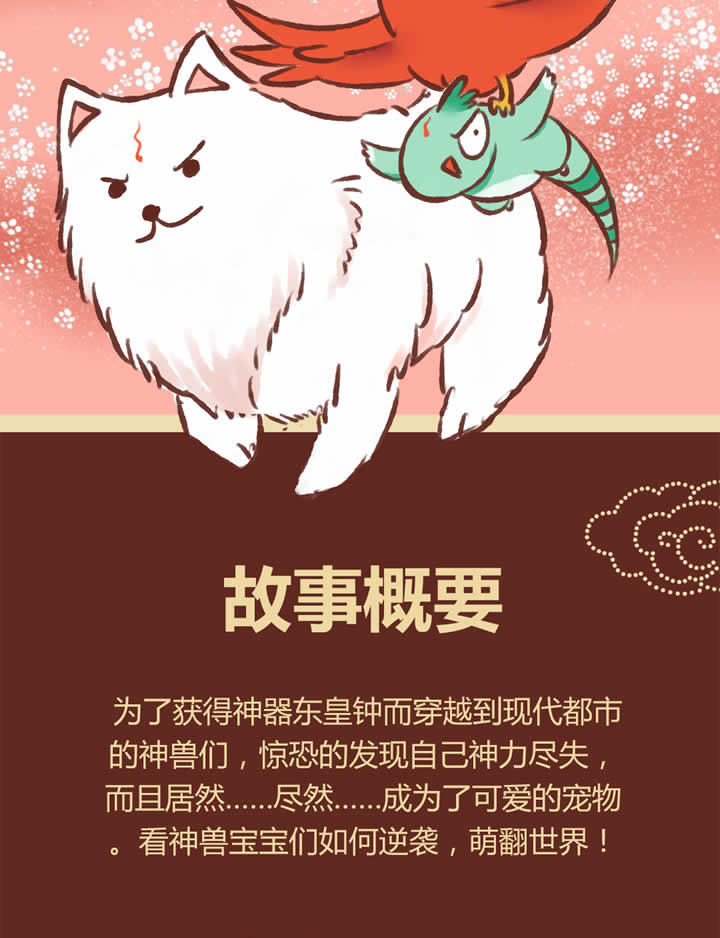 故事概要
为了获得神器东皇钟而穿越到现代都市
的神兽们，惊恐的发现自己神力尽失，
而且居然……尽然……成为了可爱的宠物
。看神兽宝宝们如何逆袭，萌翻世界！